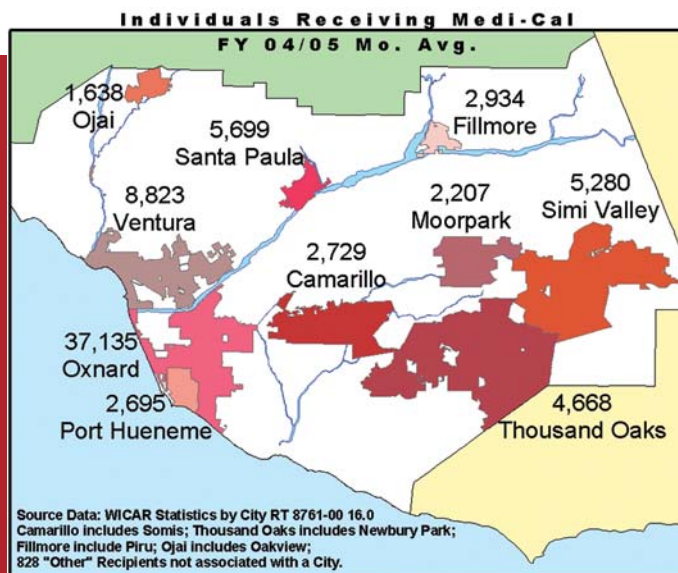 Individuals Receiving Medi-Cal
FY 04/05 Mo. Avg.
1,638
Ojai
2,934
Fillmore
5,699
Santa Paula
8,823
Ventura
2,207
Moorpark
5,280
Simi Valley
2,729
Camarillo
37,135
Oxnard
2,695
Port Hueneme
4,668
Thousand Oaks
Source Data: WICAR Statistics by City RT 8761-00 16.0
Camarillo includes Somis; Thousand Oaks includes Newbury Park;
Fillmore include Piru; Ojai includes Oakview;
828 "Other" Recipients not associated with a City.